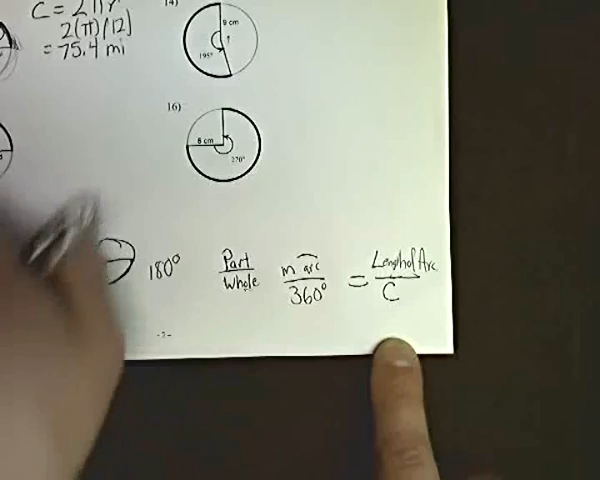 C = 2πr
2(π)(12)
= 75.4 mi
14)
9 cm
195°
16)
8 cm
270°
180°
Part
Whole
m arc
360°
=
Length of Arc
C
-2-